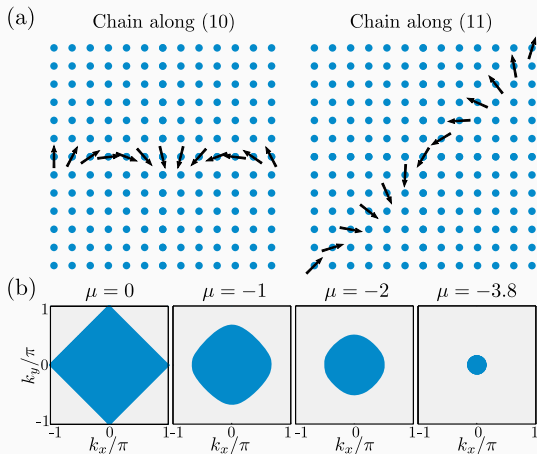 (a) Chain along (10) Chain along (11)
(b) μ = 0 μ = −1 μ = −2 μ = −3.8
1
k_y/π
0
-1
-1 0 1 -1 0 1 -1 0 1 -1 0 1
k_x/π k_x/π k_x/π k_x/π